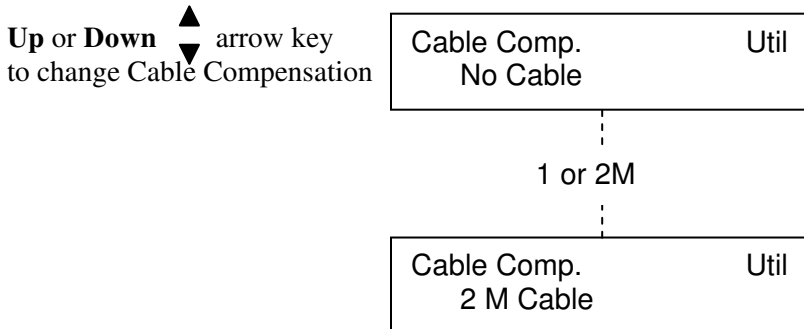 Up or Down arrow key
to change Cable Compensation
Cable Comp. Util
No Cable
1 or 2M
Cable Comp. Util
2 M Cable